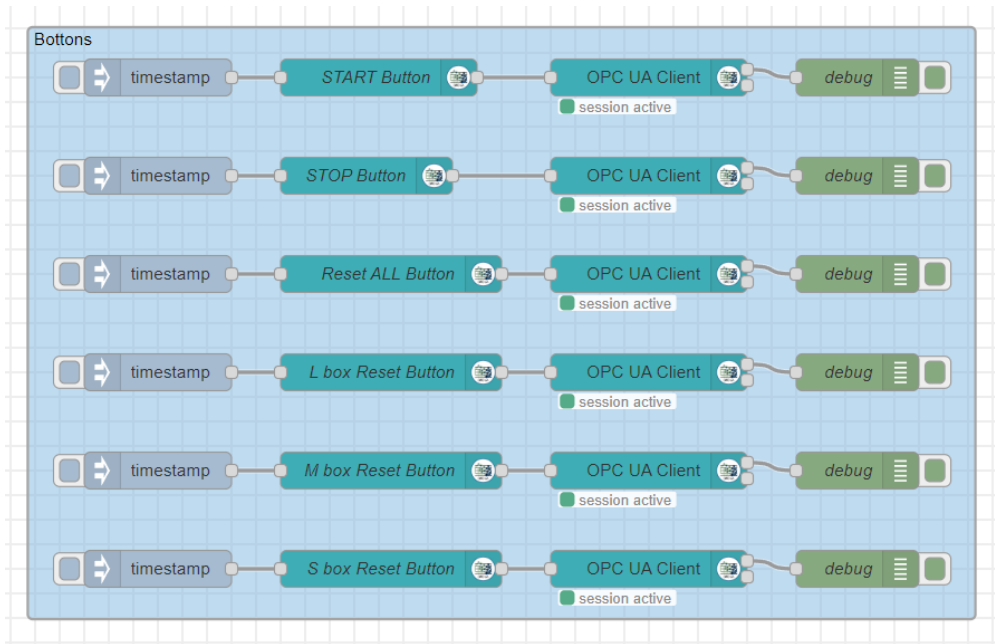 Bottons
timestamp START Button OPC UA Client debug
session active
timestamp STOP Button OPC UA Client debug
session active
timestamp Reset ALL Button OPC UA Client debug
session active
timestamp L box Reset Button OPC UA Client debug
session active
timestamp M box Reset Button OPC UA Client debug
session active
timestamp S box Reset Button OPC UA Client debug
session active